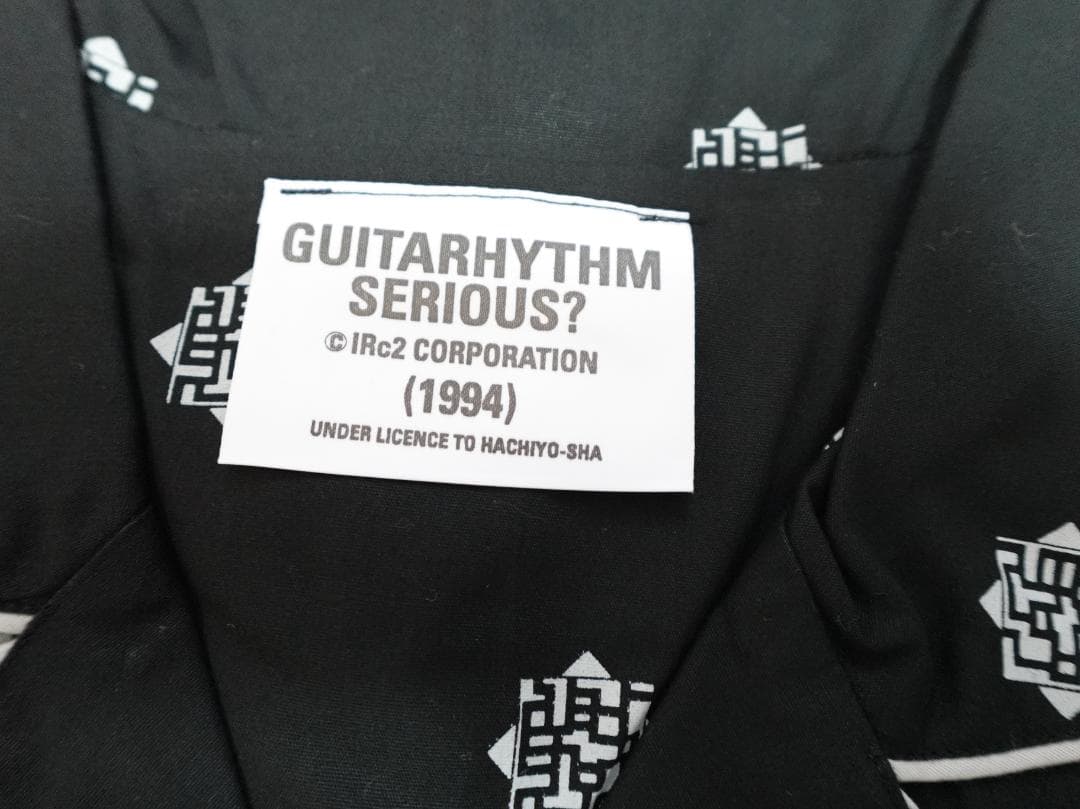 GUITARHYTHM
SERIOUS?
© IRc2 CORPORATION
(1994)
UNDER LICENCE TO HACHIYO-SHA